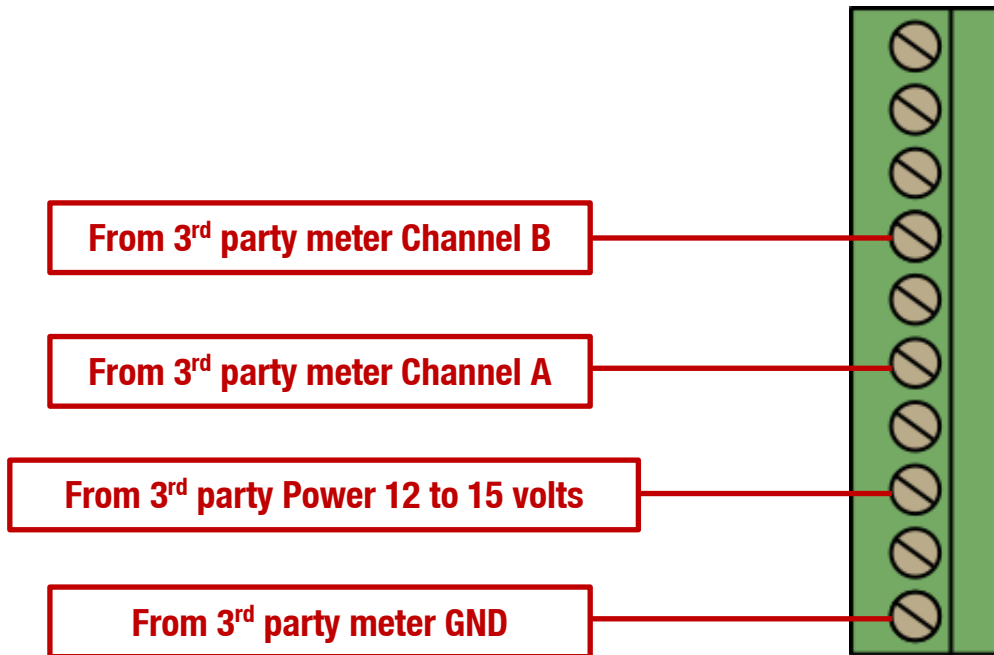 From 3rd party meter Channel B
From 3rd party meter Channel A
From 3rd party Power 12 to 15 volts
From 3rd party meter GND